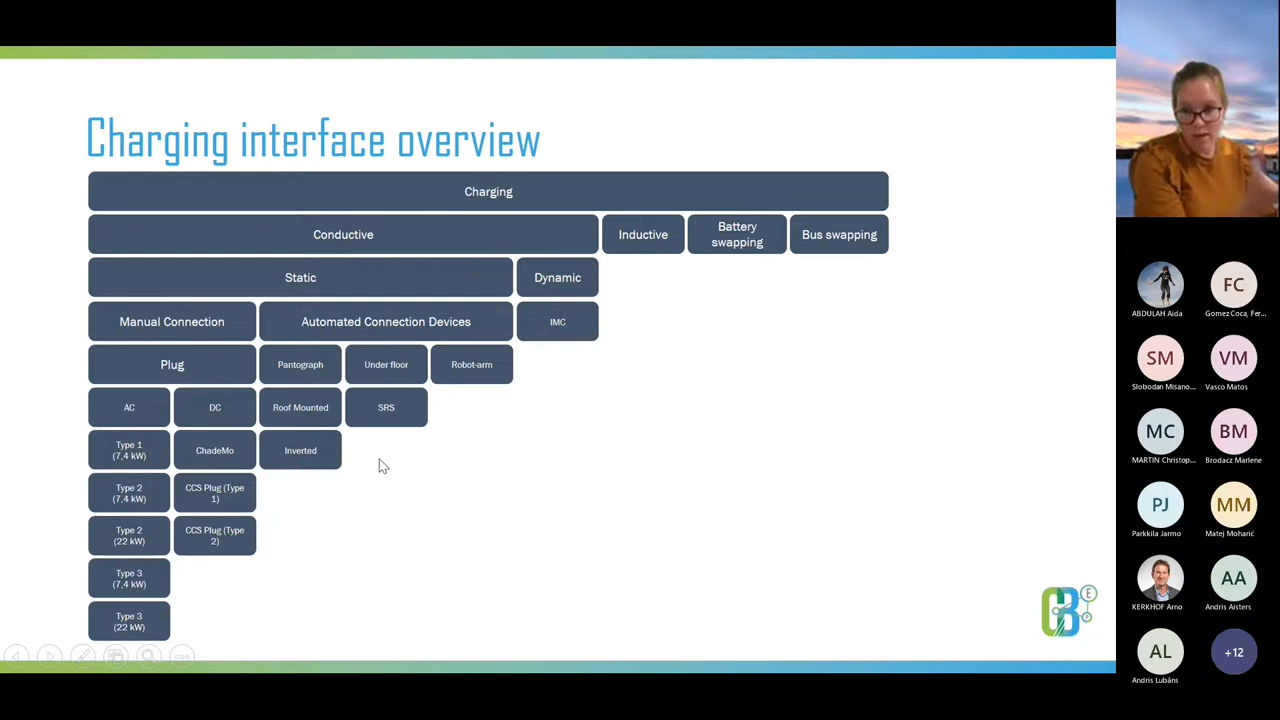 Charging interface overview
Charging
Conductive
Inductive
Battery
swapping
Bus swapping
Static
Dynamic
Manual Connection
Automated Connection Devices
IMC
Plug
Pantograph
Under floor
Robot-arm
AC
DC
Roof Mounted
SRS
Type 1
(7,4 kW)
ChadeMo
Inverted
Type 2
(7,4 kW)
CCS Plug (Type
1)
Type 2
(22 kW)
CCS Plug (Type
2)
Type 3
(7,4 kW)
Type 3
(22 kW)
CB
E
ABDULAH Aida
FC
Gomez Coca, Fer...
SM
Slobodan Misano...
VM
Vasco Matos
MC
MARTIN Christop...
BM
Brodacz Marlene
PJ
Parkkila Jarmo
MM
Matej Moharić
KERKHOF Arno
AA
Andris Aisters
AL
Andris Lubāns
+12